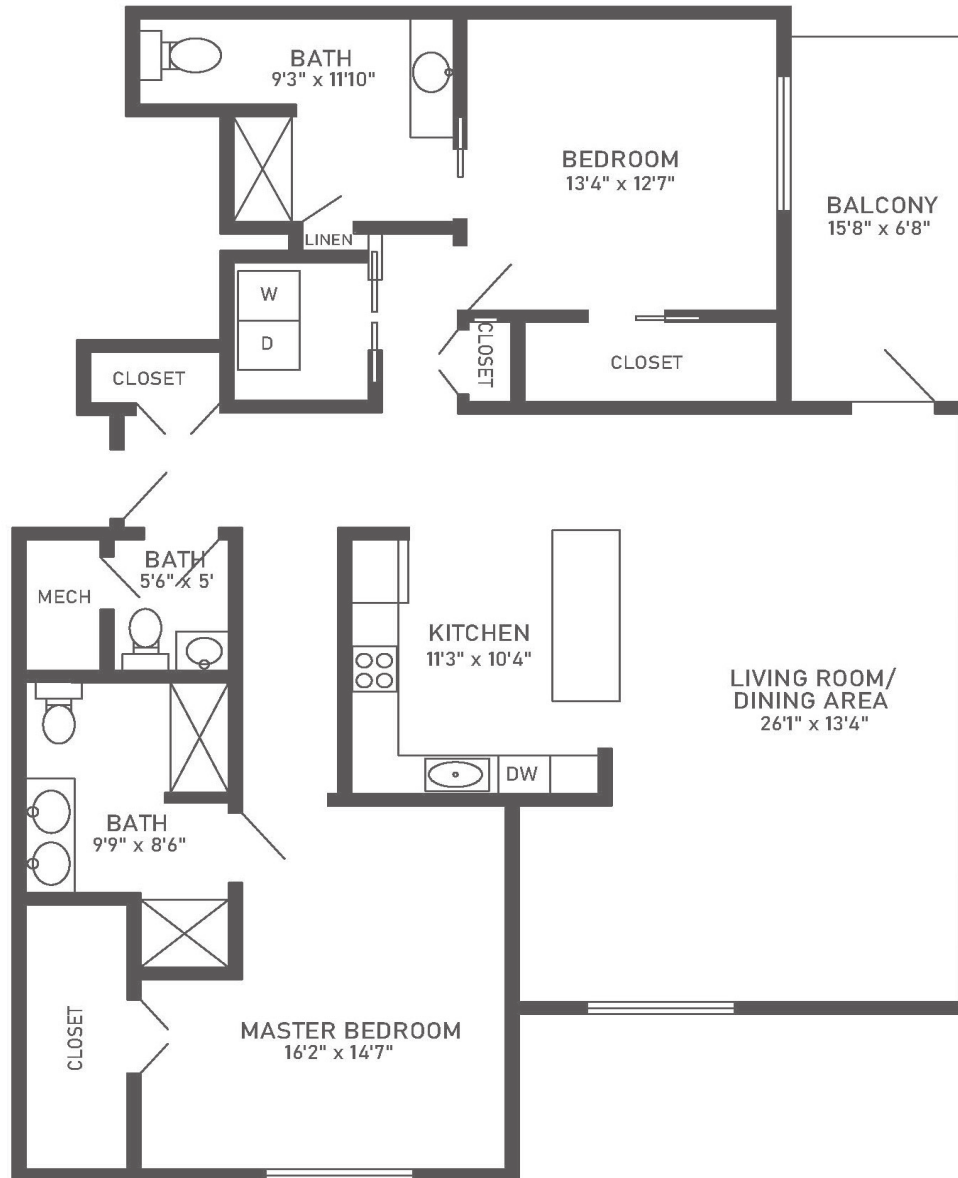 BATH
9'3" x 11'10"
BEDROOM
13'4" x 12'7"
BALCONY
15'8" x 6'8"
LINEN
W
D
CLOSET
CLOSET
CLOSET
BATH
5'6" x 5'
MECH
KITCHEN
11'3" x 10'4"
LIVING ROOM/
DINING AREA
26'1" x 13'4"
DW
BATH
9'9" x 8'6"
MASTER BEDROOM
16'2" x 14'7"
CLOSET